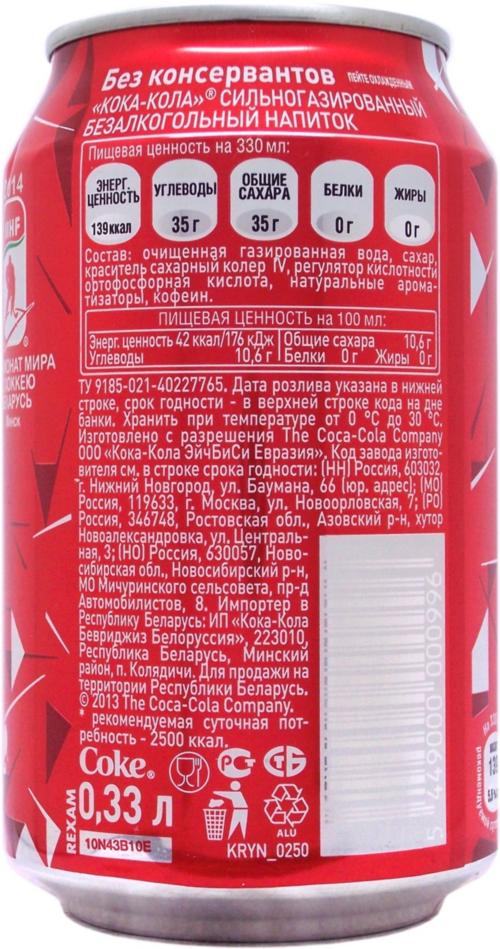 Без консервантов ПЕЙТЕ ОХЛАЖДЕННЫМ
«КОКА-КОЛА»® СИЛЬНОГАЗИРОВАННЫЙ
БЕЗАЛКОГОЛЬНЫЙ НАПИТОК
Пищевая ценность на 330 мл:
ЭНЕРГ. ЦЕННОСТЬ УГЛЕВОДЫ ОБЩИЕ САХАРА БЕЛКИ ЖИРЫ
139ккал 35 г 35 г 0 г 0 г
Состав: очищенная газированная вода, сахар,
краситель сахарный колер IV, регулятор кислотности
ортофосфорная кислота, натуральные арома-
тизаторы, кофеин.
ПИЩЕВАЯ ЦЕННОСТЬ на 100 мл:
Энерг. ценность 42 ккал/176 кДж Общие сахара 10,6 г
Углеводы 10,6 г Белки 0 г Жиры 0 г
ТУ 9185-021-40227765. Дата розлива указана в нижней
строке, срок годности - в верхней строке кода на дне
банки. Хранить при температуре от 0 °С до 30 °С.
Изготовлено с разрешения The Coca-Cola Company
ООО «Кока-Кола ЭйчБиСи Евразия». Код завода изгото-
вителя см. в строке срока годности: (НН) Россия, 603032,
г. Нижний Новгород, ул. Баумана, 66 (юр. адрес); (МО)
Россия, 119633, г. Москва, ул. Новоорловская, 7; (РО)
Россия, 346748, Ростовская обл., Азовский р-н, хутор
Новоалександровка, ул. Централь-
ная, 3; (НО) Россия, 630057, Ново-
сибирская обл., Новосибирский р-н,
МО Мичуринского сельсовета, пр-д
Автомобилистов, 8. Импортер в
Республику Беларусь: ИП «Кока-Кола
Бевриджиз Белоруссия», 223010,
Республика Беларусь, Минский
район, п. Колядичи. Для продажи на
территории Республики Беларусь.
© 2013 The Coca-Cola Company.
* рекомендуемая суточная пот-
ребность - 2500 ккал.
Coke® РСТ СТБ
REXAM 0,33 л
10N43B10E
ALU
KRYN_0250
5 449000 000996
МИРА